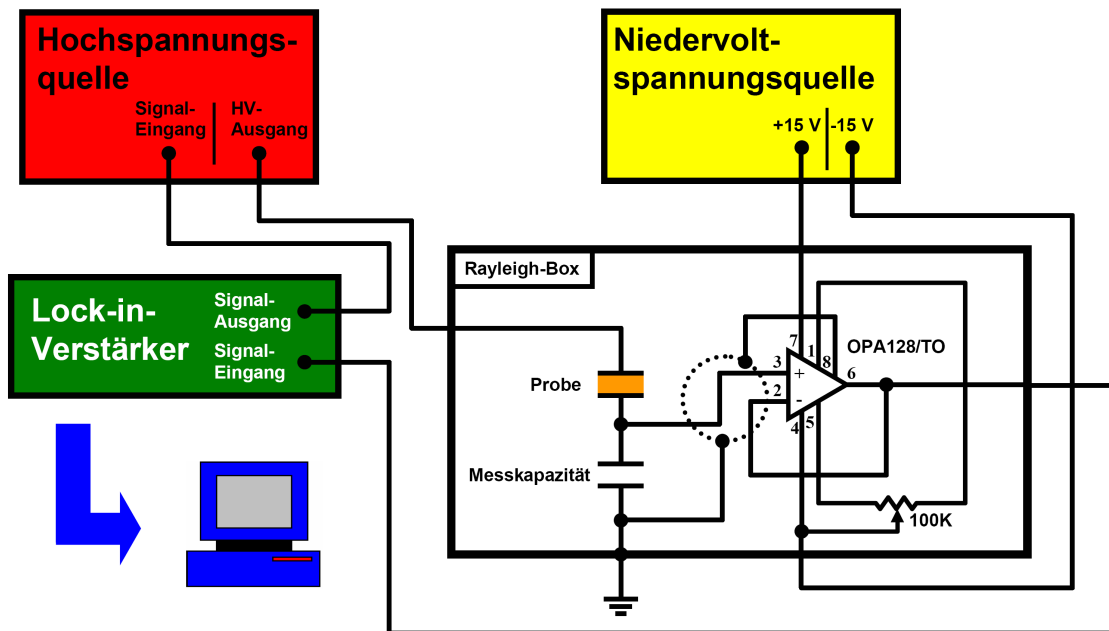 Hochspannungs-
quelle
Signal-
Eingang
HV-
Ausgang
Niedervolt-
spannungsquelle
+15 V
-15 V
Lock-in-
Verstärker
Signal-
Ausgang
Signal-
Eingang
Rayleigh-Box
Probe
Messkapazität
OPA128/TO
7
1
8
3
+
6
2
-
4
5
100K